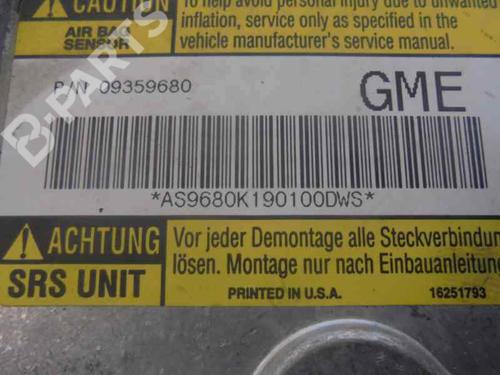 CAUTION
AIR BAG
SENSOR
To help avoid personal injury due to unwanted
inflation, service only as specified in the
vehicle manufacturer's service manual.
P/N 09359680
GME
*AS9680K190100DWS*
ACHTUNG
SRS UNIT
Vor jeder Demontage alle Steckverbindun
lösen. Montage nur nach Einbauanleitung
PRINTED IN U.S.A.
16251793
B-PARTS